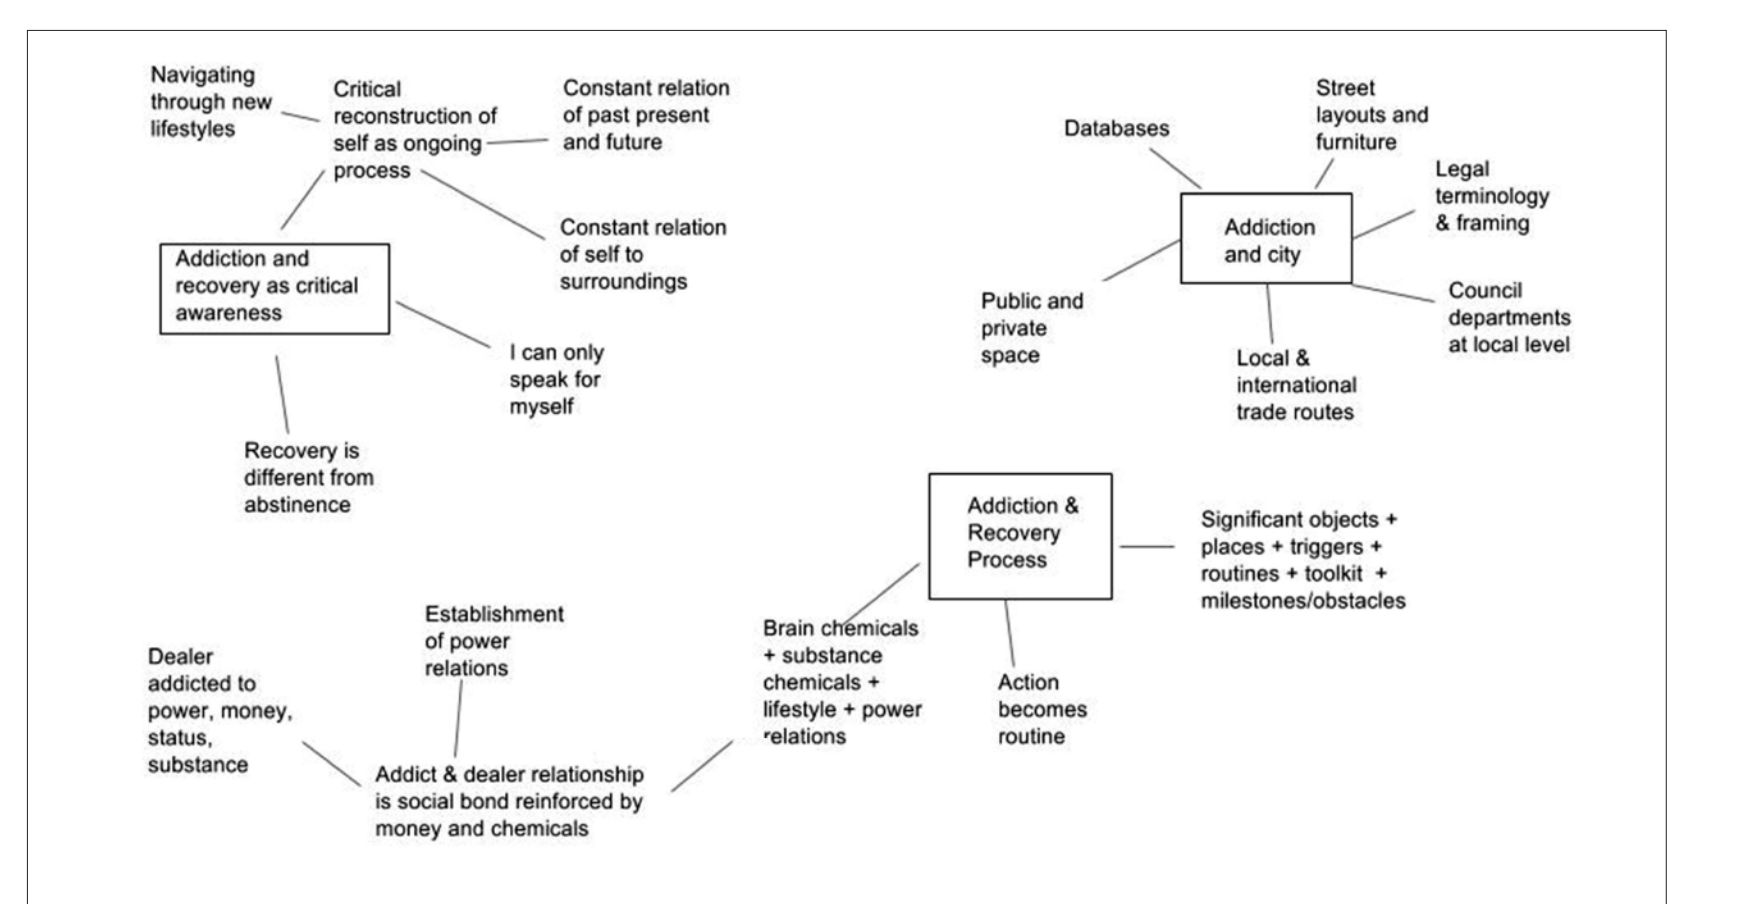 Navigating
through new
lifestyles
Critical
reconstruction of
self as ongoing
process
Constant relation
of past present
and future
Constant relation
of self to
surroundings
Addiction and
recovery as critical
awareness
I can only
speak for
myself
Recovery is
different from
abstinence
Databases
Street
layouts and
furniture
Legal
terminology
& framing
Addiction
and city
Public and
private
space
Council
departments
at local level
Local &
international
trade routes
Addiction &
Recovery
Process
Significant objects +
places + triggers +
routines + toolkit +
milestones/obstacles
Brain chemicals
+ substance
chemicals +
lifestyle + power
relations
Action
becomes
routine
Establishment
of power
relations
Dealer
addicted to
power, money,
status,
substance
Addict & dealer relationship
is social bond reinforced by
money and chemicals